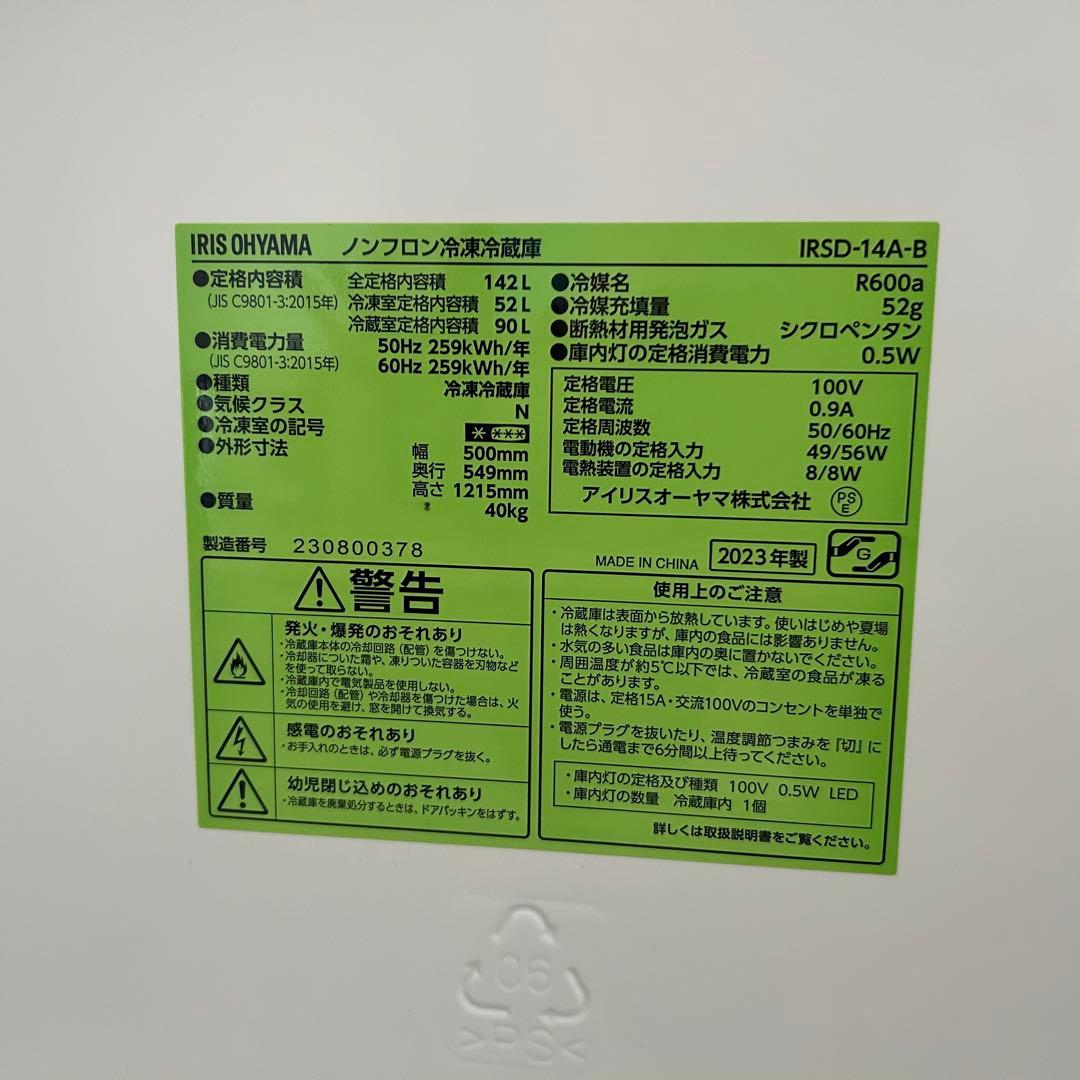 IRIS OHYAMA ノンフロン冷凍冷蔵庫 IRSD-14A-B
●定格内容積 全定格内容積 142L
(JIS C9801-3:2015年) 冷凍室定格内容積 52L
冷蔵室定格内容積 90L
●消費電力量 50Hz 259kWh/年
(JIS C9801-3:2015年) 60Hz 259kWh/年
●種類 冷凍冷蔵庫
●気候クラス N
●冷凍室の記号
●外形寸法 幅 500mm
奥行 549mm
高さ 1215mm
●質量 40kg
製造番号 230800378
●冷媒名 R600a
●冷媒充填量 52g
●断熱材用発泡ガス シクロペンタン
●庫内灯の定格消費電力 0.5W
定格電圧 100V
定格電流 0.9A
定格周波数 50/60Hz
電動機の定格入力 49/56W
電熱装置の定格入力 8/8W
アイリスオーヤマ株式会社 PSE
MADE IN CHINA 2023年製 G
警告
発火・爆発のおそれあり
・冷蔵庫本体の冷却回路（配管）を傷つけない。
・冷却器についた霜や、凍りついた容器を刃物など
を使って取らない。
・冷蔵庫内で電気製品を使用しない。
・冷却回路（配管）や冷却器を傷つけた場合は、火
気の使用を避け、窓を開けて換気する。
感電のおそれあり
・お手入れのときは、必ず電源プラグを抜く。
幼児閉じ込めのおそれあり
・冷蔵庫を廃棄処分するときは、ドアパッキンをはずす。
使用上のご注意
・冷蔵庫は表面から放熱しています。使いはじめや夏場
は熱くなりますが、庫内の食品には影響ありません。
・水気の多い食品は庫内の奥に置かないでください。
・周囲温度が約5℃以下では、冷蔵室の食品が凍る
ことがあります。
・電源は、定格15A・交流100Vのコンセントを単独で
使う。
・電源プラグを抜いたり、温度調節つまみを『切』に
したら通電まで6分間以上待ってください。
・庫内灯の定格及び種類 100V 0.5W LED
・庫内灯の数量 冷蔵庫内 1個
詳しくは取扱説明書をご覧ください。
06
>PS<